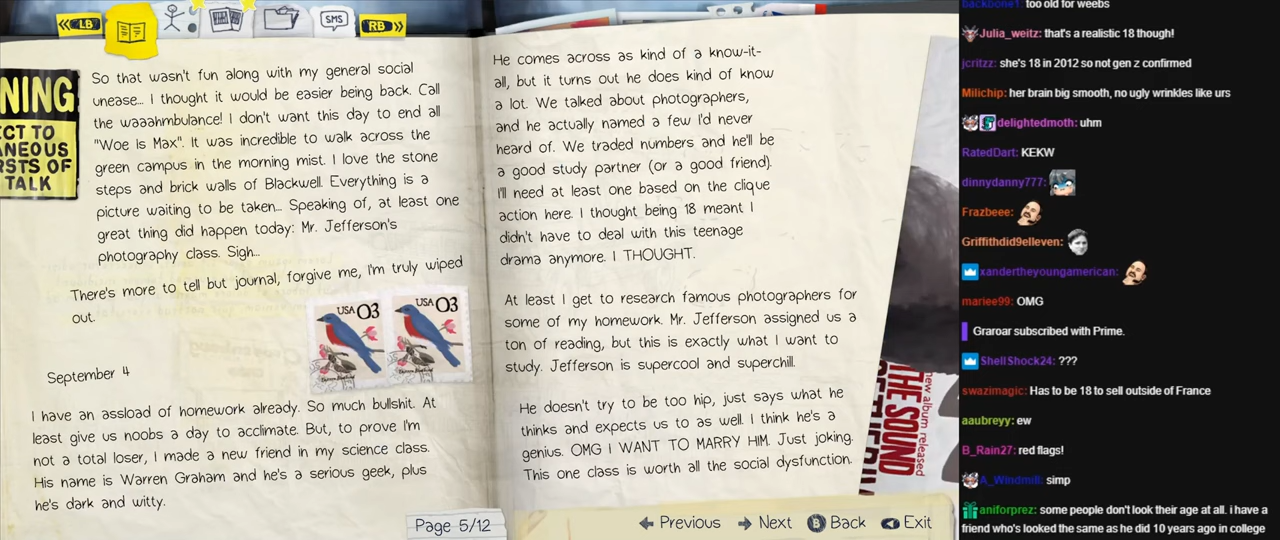 LB
SMS
RB
NING
ECT TO
ANEOUS
RSTS OF
TALK
So that wasn't fun along with my general social
unease... I thought it would be easier being back. Call
the waaahmbulance! I don't want this day to end all
"Woe Is Max". It was incredible to walk across the
green campus in the morning mist. I love the stone
steps and brick walls of Blackwell. Everything is a
picture waiting to be taken... Speaking of, at least one
great thing did happen today: Mr. Jefferson's
photography class. Sigh...
There's more to tell but journal, forgive me, I'm truly wiped
out.
USA 03
USA 03
September 4
I have an assload of homework already. So much bullshit. At
least give us noobs a day to acclimate. But, to prove I'm
not a total loser, I made a new friend in my science class.
His name is Warren Graham and he's a serious geek, plus
he's dark and witty.
Page 5/12
He comes across as kind of a know-it-
all, but it turns out he does kind of know
a lot. We talked about photographers,
and he actually named a few I'd never
heard of. We traded numbers and he'll be
a good study partner (or a good friend).
I'll need at least one based on the clique
action here. I thought being 18 meant I
didn't have to deal with this teenage
drama anymore. I THOUGHT.
At least I get to research famous photographers for
some of my homework. Mr. Jefferson assigned us a
ton of reading, but this is exactly what I want to
study. Jefferson is supercool and superchill.
He doesn't try to be too hip, just says what he
thinks and expects us to as well. I think he's a
genius. OMG I WANT TO MARRY HIM. Just joking.
This one class is worth all the social dysfunction.
new album released
THE SOUND
Previous Next B Back Exit
backbone1: too old for weebs
Julia_weitz: that's a realistic 18 though!
jcritzz: she's 18 in 2012 so not gen z confirmed
Milichip: her brain big smooth, no ugly wrinkles like urs
delightedmoth: uhm
RatedDart: KEKW
dinnydanny777:
Frazbeee:
Griffithdid9elleven:
xandertheyoungamerican:
mariee99: OMG
Graroar subscribed with Prime.
ShellShock24: ???
swazimagic: Has to be 18 to sell outside of France
aaubreyy: ew
B_Rain27: red flags!
A_Windmill: simp
aniforprez: some people don't look their age at all. i have a
friend who's looked the same as he did 10 years ago in college